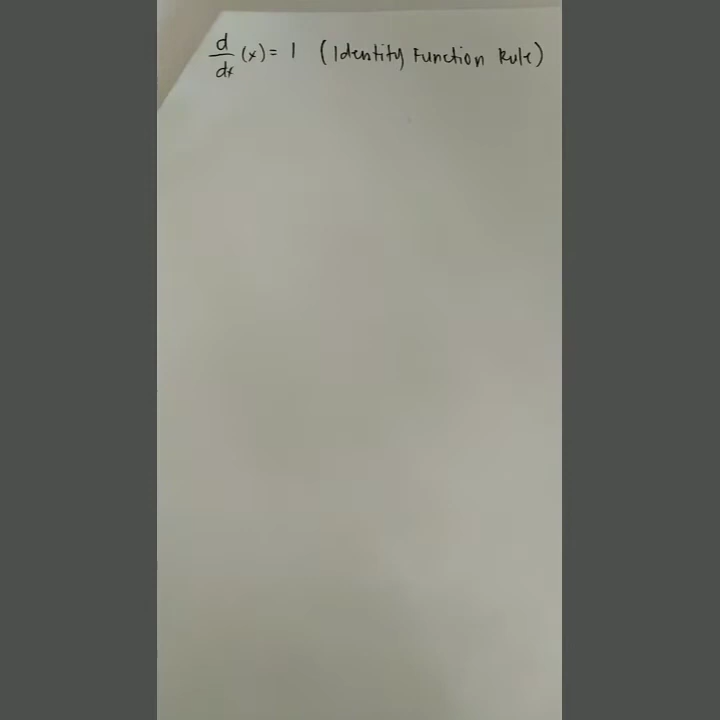 d/dx (x) = 1 (Identity Function Rule)